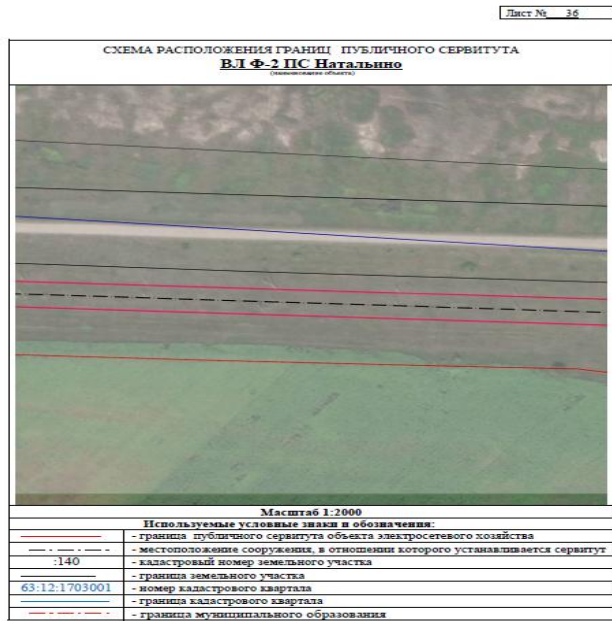 Лист № 36
СХЕМА РАСПОЛОЖЕНИЯ ГРАНИЦ ПУБЛИЧНОГО СЕРВИТУТА
ВЛ Ф-2 ПС Натальино
(наименование объекта)
Масштаб 1:2000
Используемые условные знаки и обозначения:
- граница публичного сервитута объекта электросетевого хозяйства
- местоположение сооружения, в отношении которого устанавливается сервитут
:140 - кадастровый номер земельного участка
- граница земельного участка
63:12:1703001 - номер кадастрового квартала
- граница кадастрового квартала
- граница муниципального образования